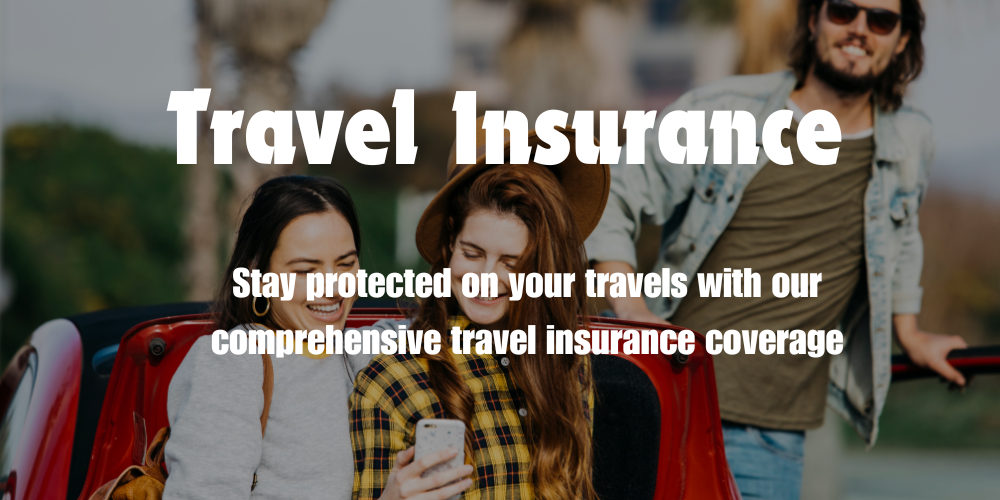 Travel Insurance
Stay protected on your travels with our
comprehensive travel insurance coverage